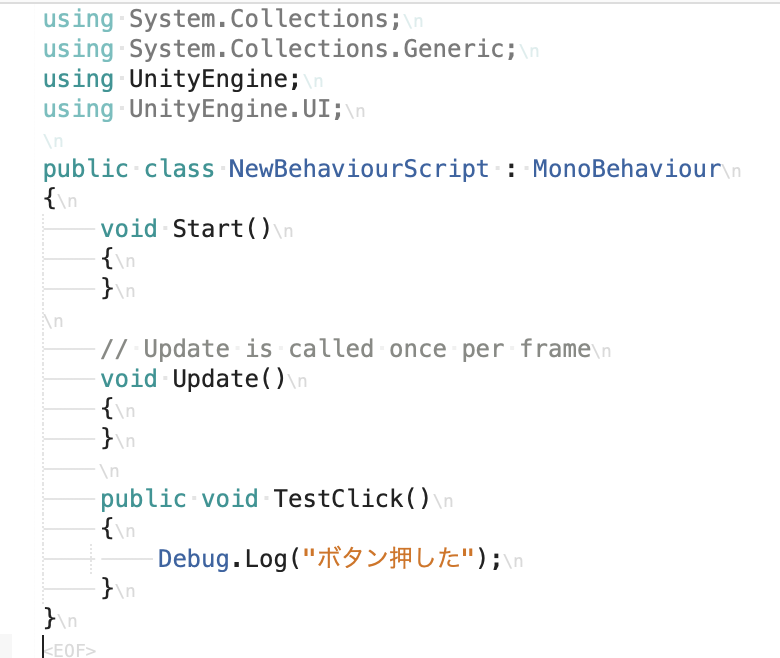 using System.Collections;\n
using System.Collections.Generic;\n
using UnityEngine;\n
using UnityEngine.UI;\n
\n
public class NewBehaviourScript : MonoBehaviour\n
{\n
void Start()\n
{\n
}\n
\n
// Update is called once per frame\n
void Update()\n
{\n
}\n
\n
public void TestClick()\n
{\n
Debug.Log("ボタン押した");\n
}\n
}\n
<EOF>